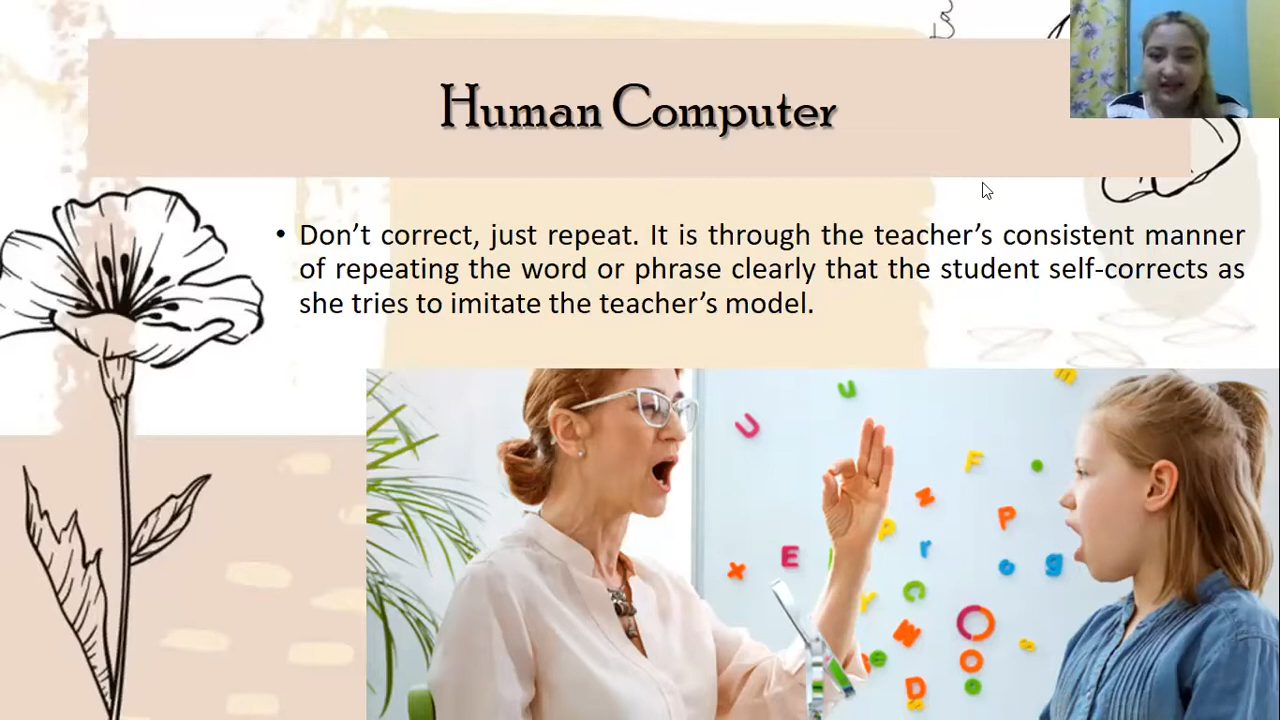 Human Computer
• Don’t correct, just repeat. It is through the teacher’s consistent manner
of repeating the word or phrase clearly that the student self-corrects as
she tries to imitate the teacher’s model.
U
U
m
F
z
P
P
x
E
r
o
g
C
y
M
e
s
O
D